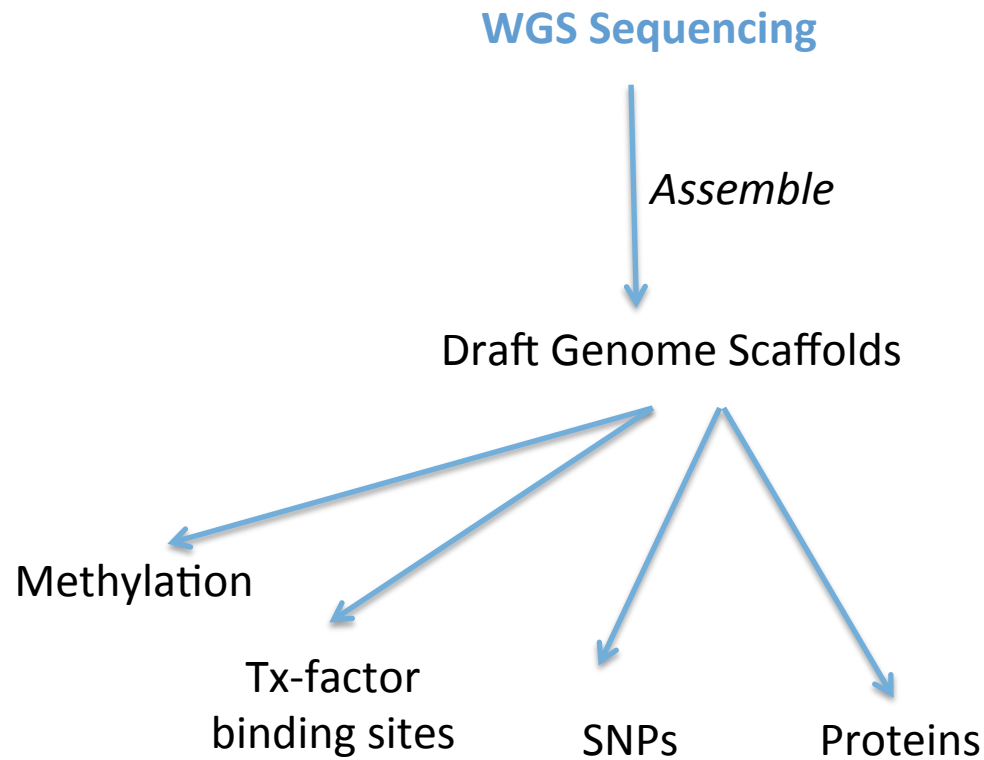 WGS Sequencing
Assemble
Draft Genome Scaffolds
Methylation
Tx-factor
binding sites
SNPs
Proteins